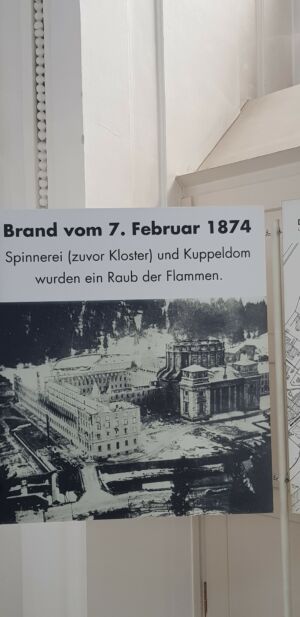 Brand vom 7. Februar 1874
Spinnerei (zuvor Kloster) und Kuppeldom
wurden ein Raub der Flammen.